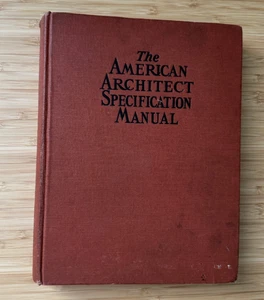 The
AMERICAN
ARCHITECT
SPECIFICATION
MANUAL